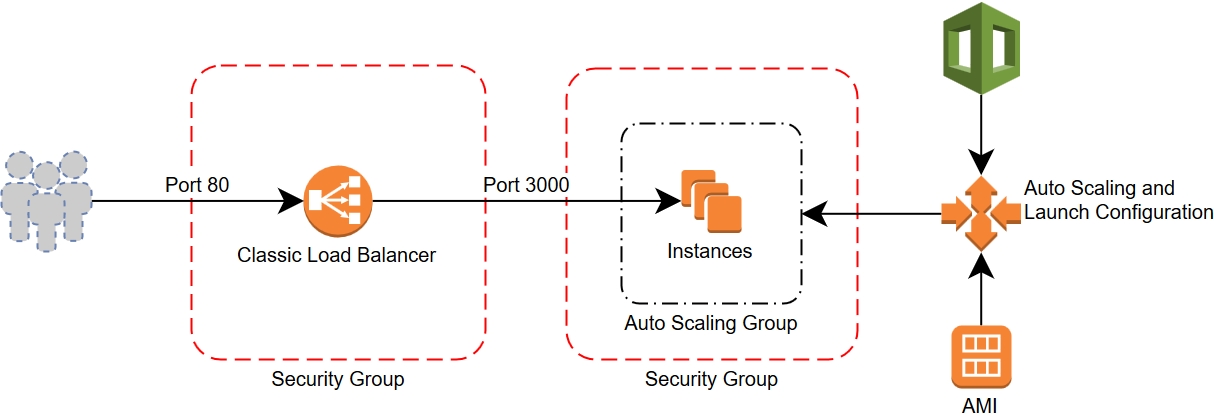 Port 80
Port 3000
Classic Load Balancer
Security Group
Instances
Auto Scaling Group
Security Group
Auto Scaling and
Launch Configuration
AMI